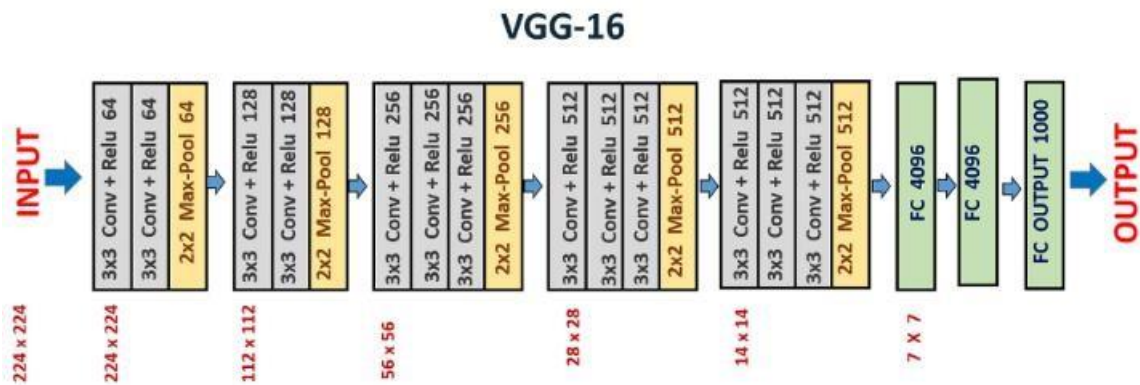 VGG-16
INPUT
3x3 Conv + Relu 64
3x3 Conv + Relu 64
2x2 Max-Pool 64
3x3 Conv + Relu 128
3x3 Conv + Relu 128
2x2 Max-Pool 128
3x3 Conv + Relu 256
3x3 Conv + Relu 256
3x3 Conv + Relu 256
2x2 Max-Pool 256
3x3 Conv + Relu 512
3x3 Conv + Relu 512
3x3 Conv + Relu 512
2x2 Max-Pool 512
3x3 Conv + Relu 512
3x3 Conv + Relu 512
3x3 Conv + Relu 512
2x2 Max-Pool 512
FC 4096
FC 4096
FC OUTPUT 1000
OUTPUT
224 x 224
224 x 224
112 x 112
56 x 56
28 x 28
14 x 14
7 X 7